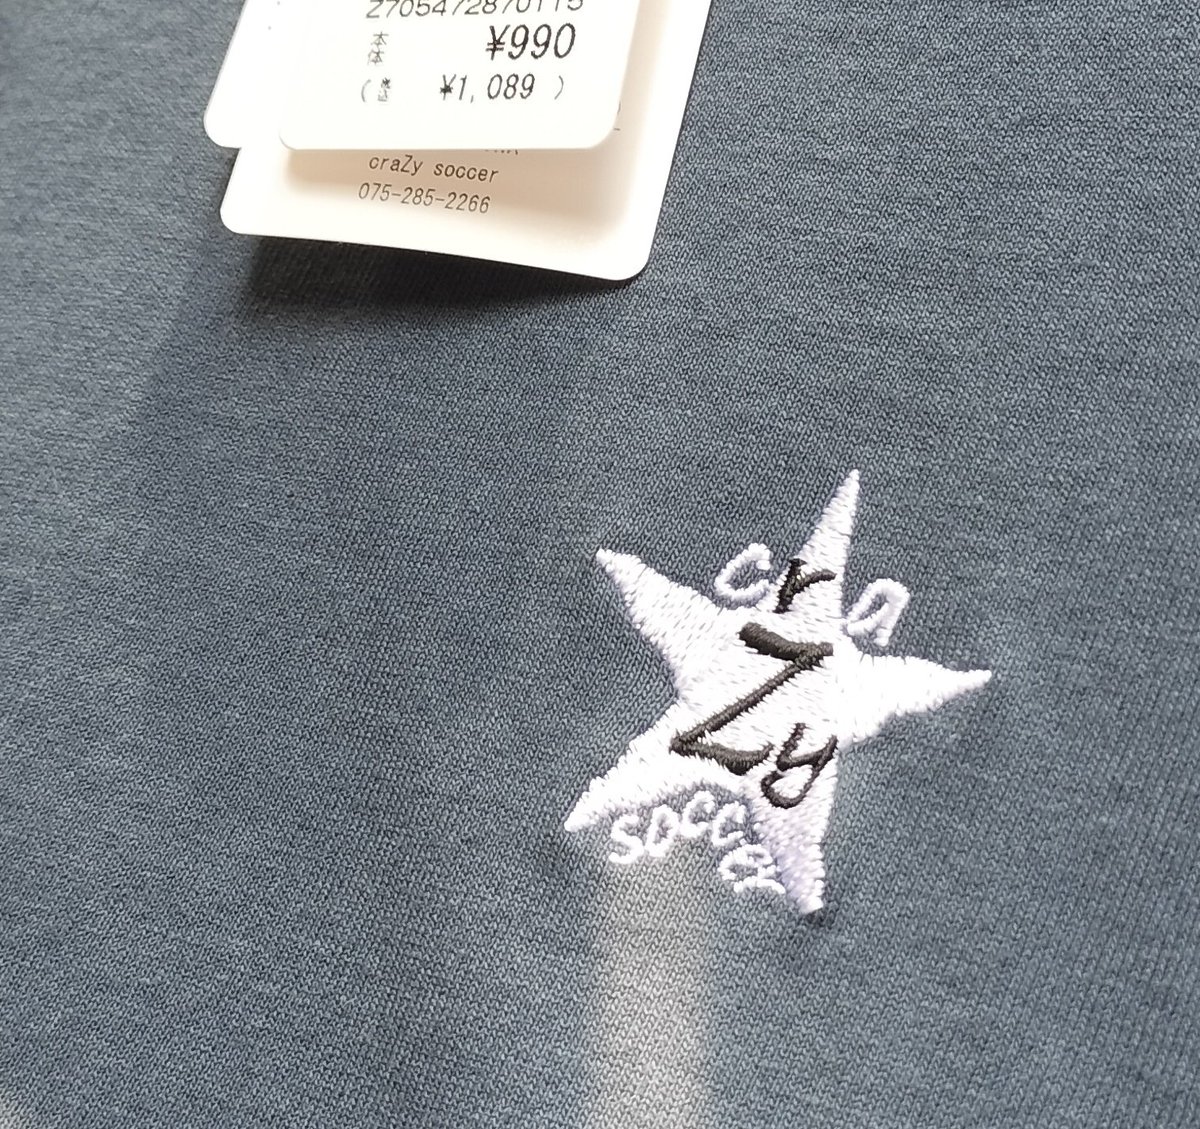 Z705472870115
本体 ¥990
(税込 ¥1,089 )
craZy soccer
075-285-2266
cra
Zy
soccer